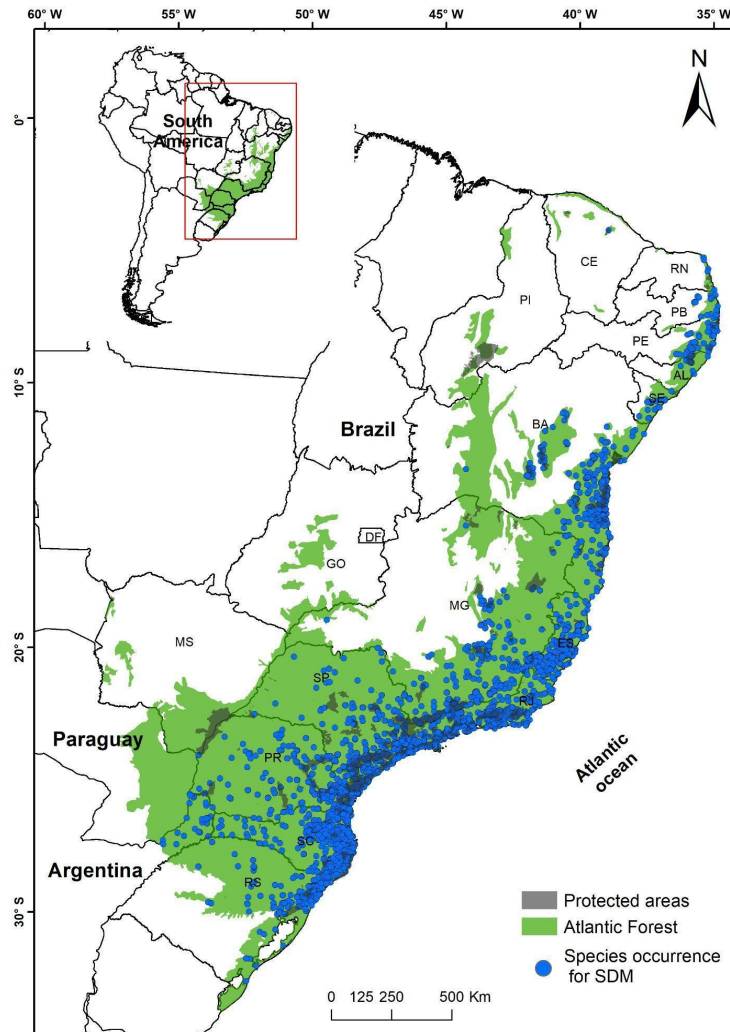 60° W 55°W 50°W 45°W 40°W 35°W
N
0°
South
America
CE
RN
PI
PB
PE
AL
10°S
SE
BA
Brazil
DF
GO
MG
MS
20°S
ES
SP
RJ
Paraguay
PR
Atlantic
ocean
SC
Argentina
RS
Protected areas
Atlantic Forest
30°S
Species occurrence
for SDM
0 125 250 500 Km